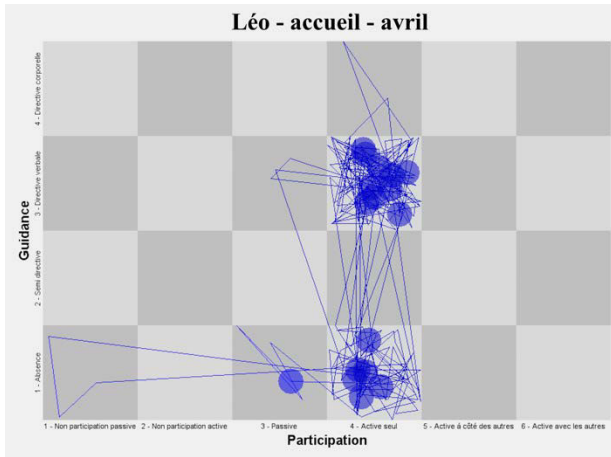 Léo - accueil - avril
4 - Directive corporelle
3 - Directive verbale
2 - Semi directive
1 - Absence
Guidance
1 - Non participation passive
2 - Non participation active
3 - Passive
4 - Active seul
5 - Active à côté des autres
6 - Active avec les autres
Participation